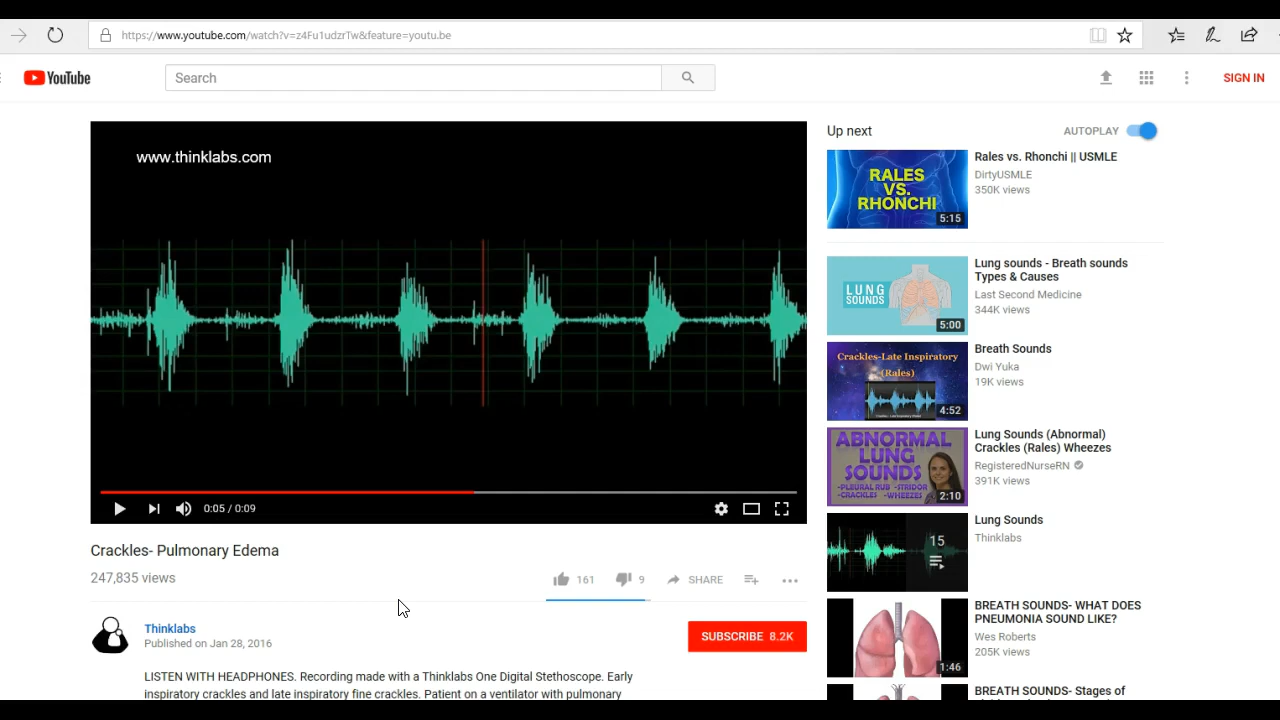 https://www.youtube.com/watch?v=z4Fu1udzrTw&feature=youtu.be
YouTube
Search
SIGN IN
www.thinklabs.com
0:05 / 0:09
Crackles- Pulmonary Edema
247,835 views
161
9
SHARE
Thinklabs
Published on Jan 28, 2016
SUBSCRIBE 8.2K
LISTEN WITH HEADPHONES. Recording made with a Thinklabs One Digital Stethoscope. Early
inspiratory crackles and late inspiratory fine crackles. Patient on a ventilator with pulmonary
Up next
AUTOPLAY
RALES
VS.
RHONCHI
5:15
Rales vs. Rhonchi || USMLE
DirtyUSMLE
350K views
LUNG
SOUNDS
5:00
Lung sounds - Breath sounds
Types & Causes
Last Second Medicine
344K views
Crackles-Late Inspiratory
(Rales)
4:52
Breath Sounds
Dwi Yuka
19K views
ABNORMAL
LUNG
SOUNDS
-PLEURAL RUB -STRIDOR
-CRACKLES -WHEEZES
2:10
Lung Sounds (Abnormal)
Crackles (Rales) Wheezes
RegisteredNurseRN
391K views
15
Lung Sounds
Thinklabs
1:46
BREATH SOUNDS- WHAT DOES
PNEUMONIA SOUND LIKE?
Wes Roberts
205K views
BREATH SOUNDS- Stages of